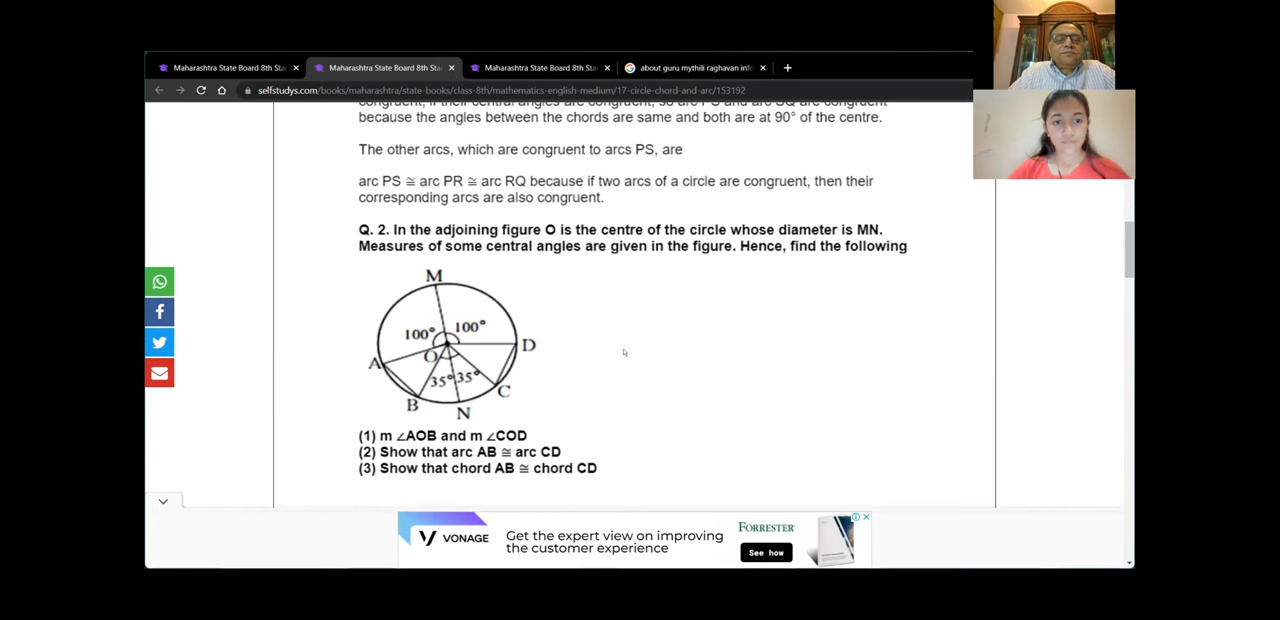 Maharashtra State Board 8th Sta
Maharashtra State Board 8th Sta
Maharashtra State Board 8th Sta
about guru mythili raghavan info
selfstudys.com/books/maharashtra/state-books/class-8th/mathematics-english-medium/17-circle-chord-and-arc/153192
because the angles between the chords are same and both are at 90° of the centre.
The other arcs, which are congruent to arcs PS, are
arc PS ≅ arc PR ≅ arc RQ because if two arcs of a circle are congruent, then their
corresponding arcs are also congruent.
Q. 2. In the adjoining figure O is the centre of the circle whose diameter is MN.
Measures of some central angles are given in the figure. Hence, find the following
M
100° 100°
O
D
A
35° 35°
C
B
N
(1) m ∠AOB and m ∠COD
(2) Show that arc AB ≅ arc CD
(3) Show that chord AB ≅ chord CD
VONAGE
Get the expert view on improving
the customer experience
FORRESTER
See how